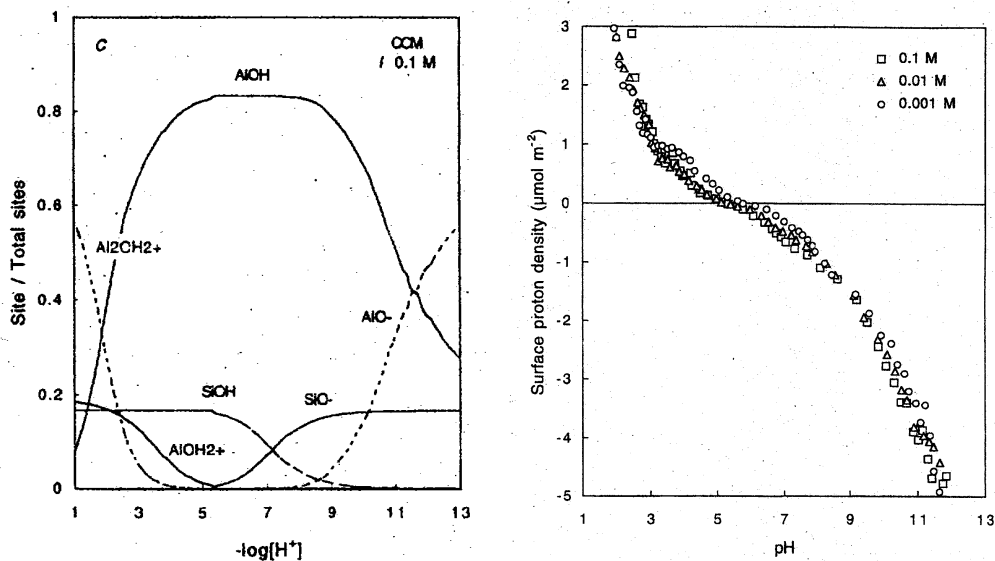 C
CCM
I 0.1 M
1
0.8
0.6
0.4
0.2
0
Site / Total sites
AlOH
Al2OH2+
AlO-
SiOH
SiO-
AlOH2+
1 3 5 7 9 11 13
-log[H⁺]
3
2
1
0
-1
-2
-3
-4
-5
Surface proton density (µmol m⁻²)
0.1 M
0.01 M
0.001 M
1 3 5 7 9 11 13
pH